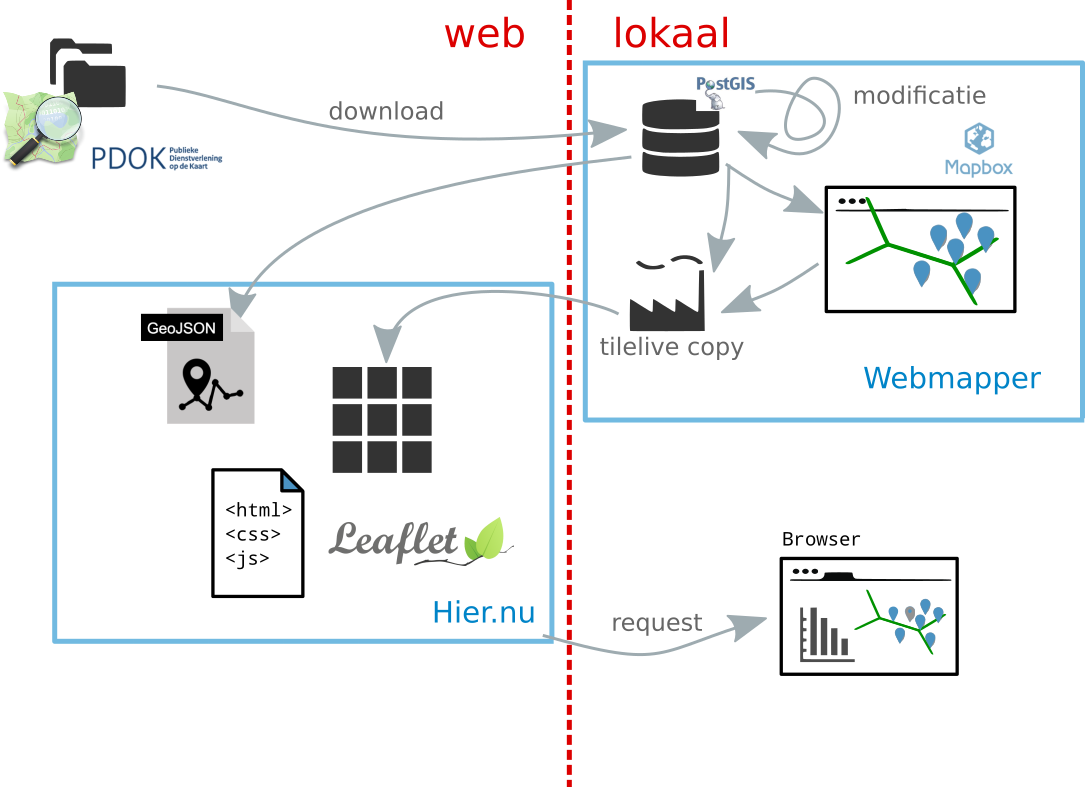 web
lokaal
PostGIS
modificatie
download
PDOK
Publieke
Dienstverlening
op de Kaart
Mapbox
GeoJSON
tilelive copy
Webmapper
<html>
<css>
<js>
Leaflet
Hier.nu
Browser
request